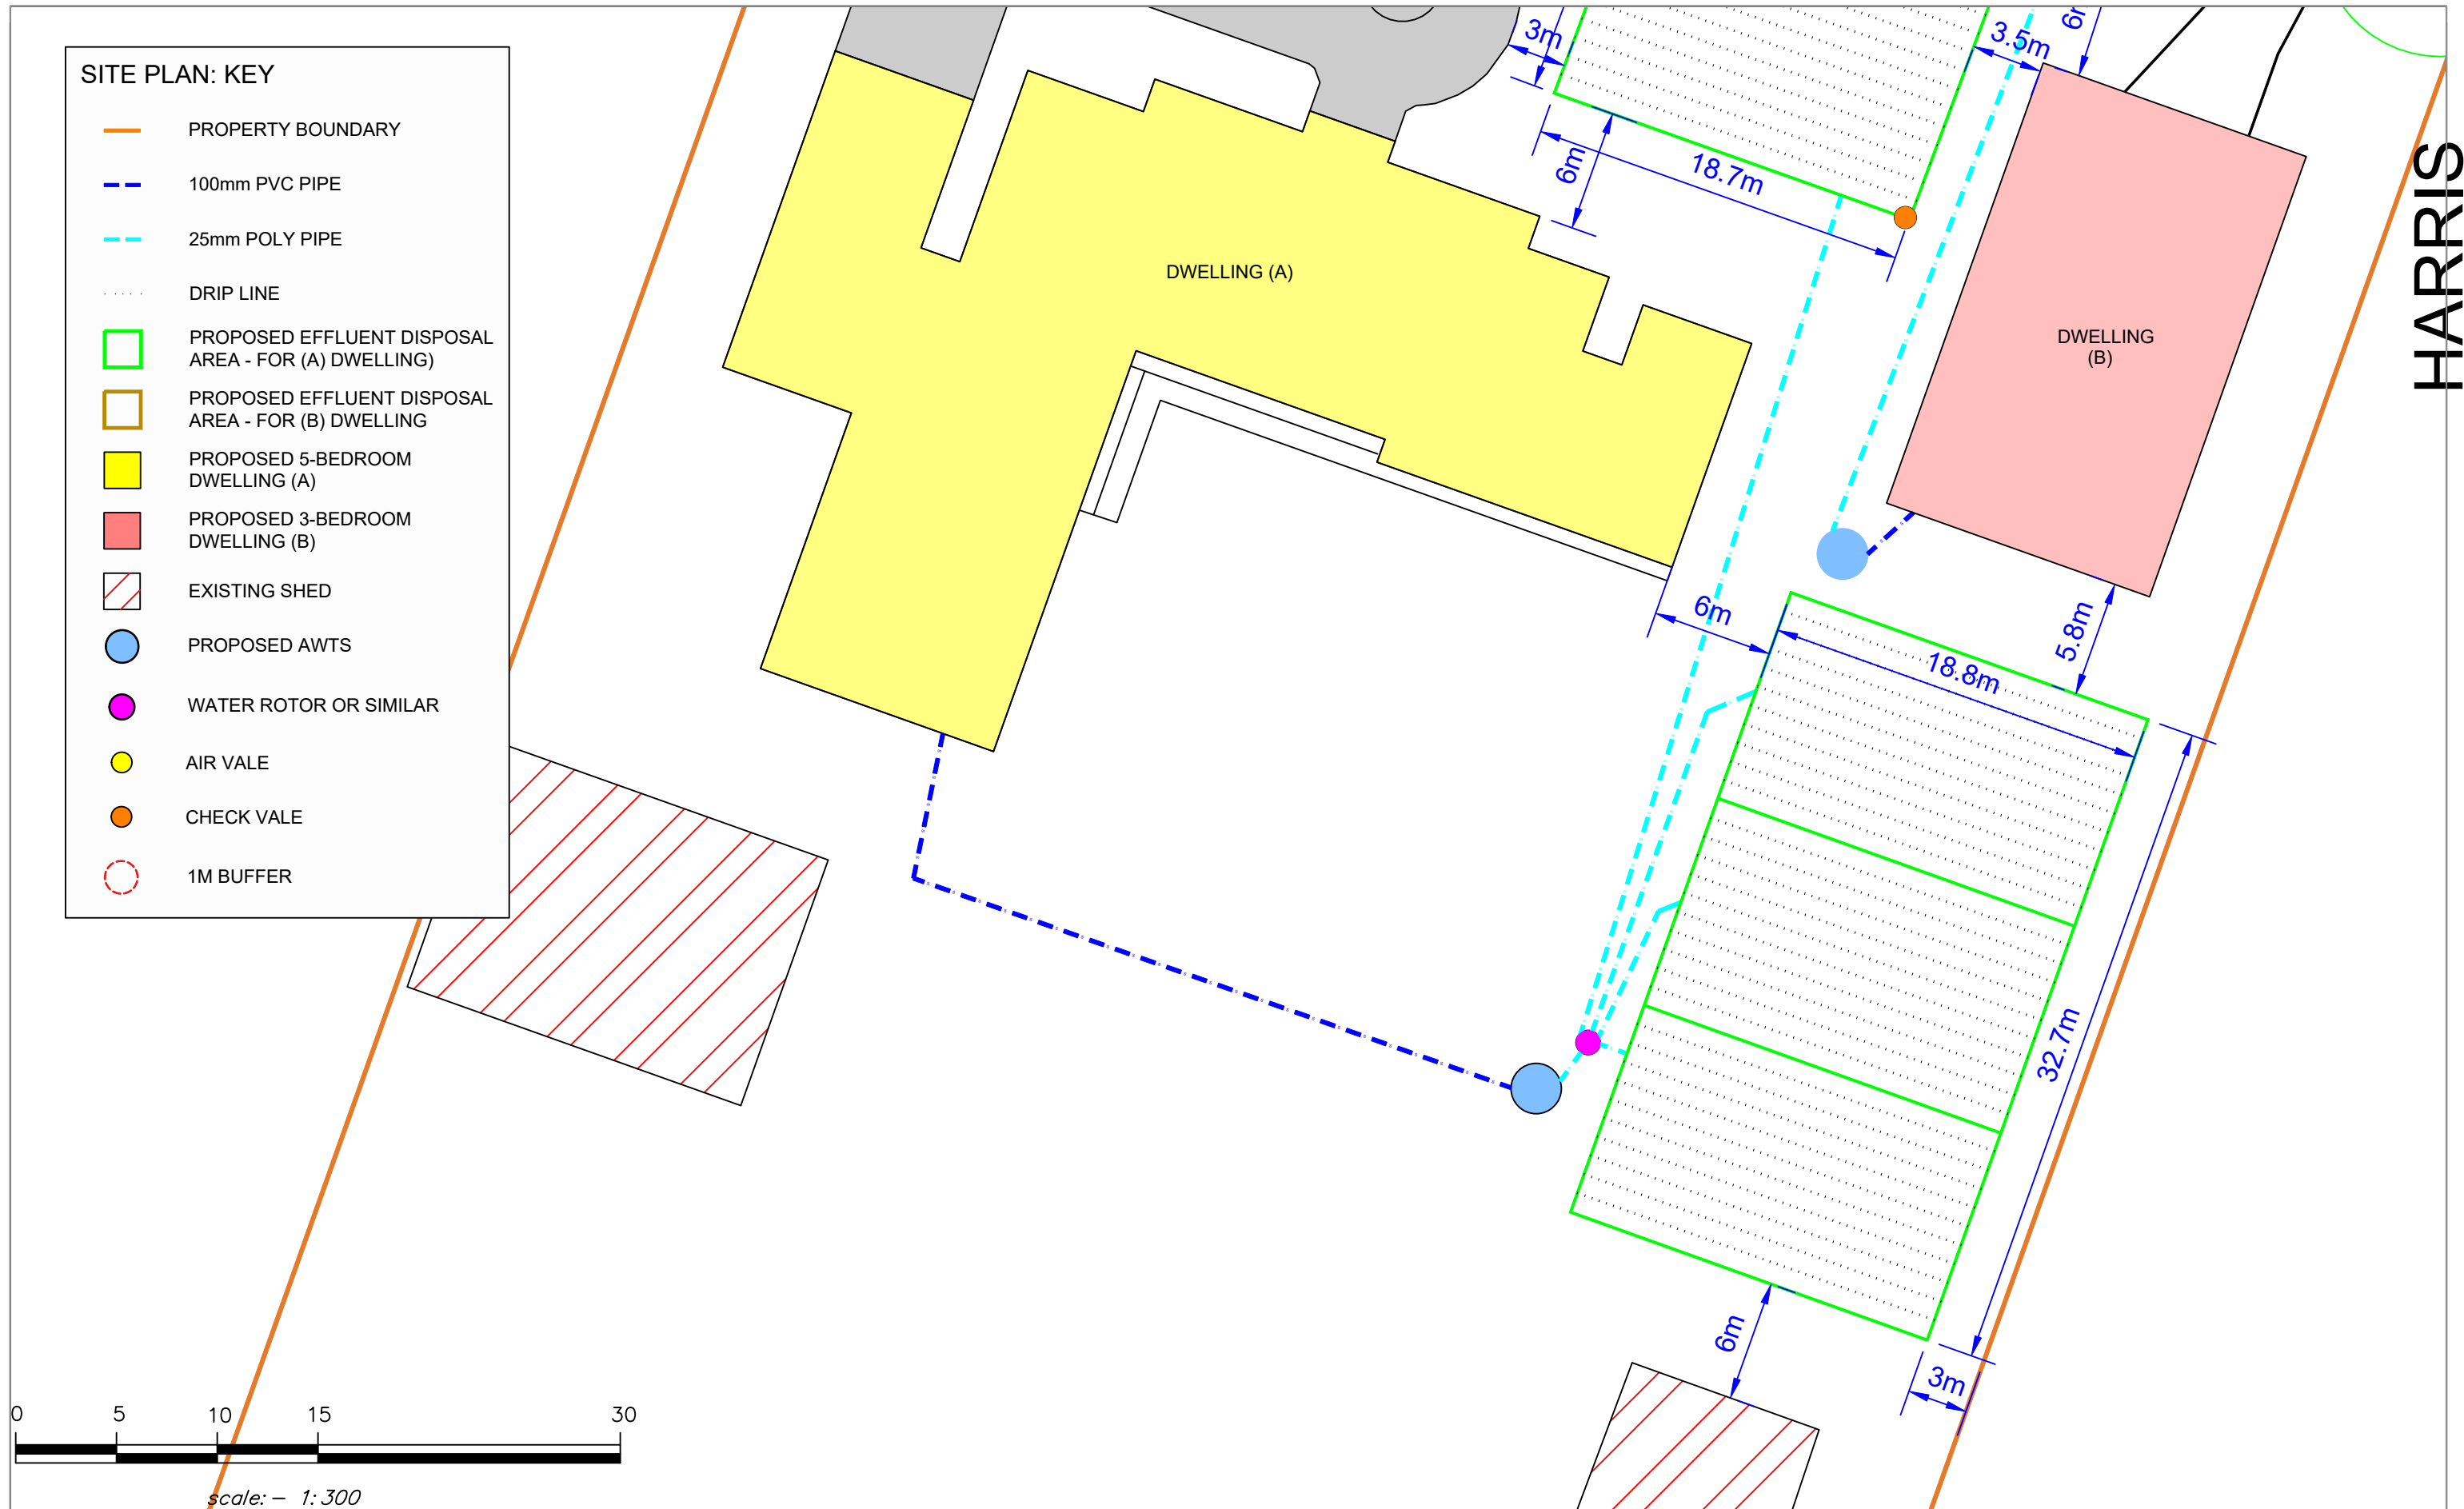 SITE PLAN: KEY
PROPERTY BOUNDARY
100mm PVC PIPE
25mm POLY PIPE
DRIP LINE
PROPOSED EFFLUENT DISPOSAL
AREA - FOR (A) DWELLING)
PROPOSED EFFLUENT DISPOSAL
AREA - FOR (B) DWELLING
PROPOSED 5-BEDROOM
DWELLING (A)
PROPOSED 3-BEDROOM
DWELLING (B)
EXISTING SHED
PROPOSED AWTS
WATER ROTOR OR SIMILAR
AIR VALE
CHECK VALE
1M BUFFER
3m
3.5m
6m
18.7m
DWELLING (A)
DWELLING
(B)
HARRIS
6m
18.8m
5.8m
32.7m
6m
3m
0 5 10 15 30
scale:- 1:300